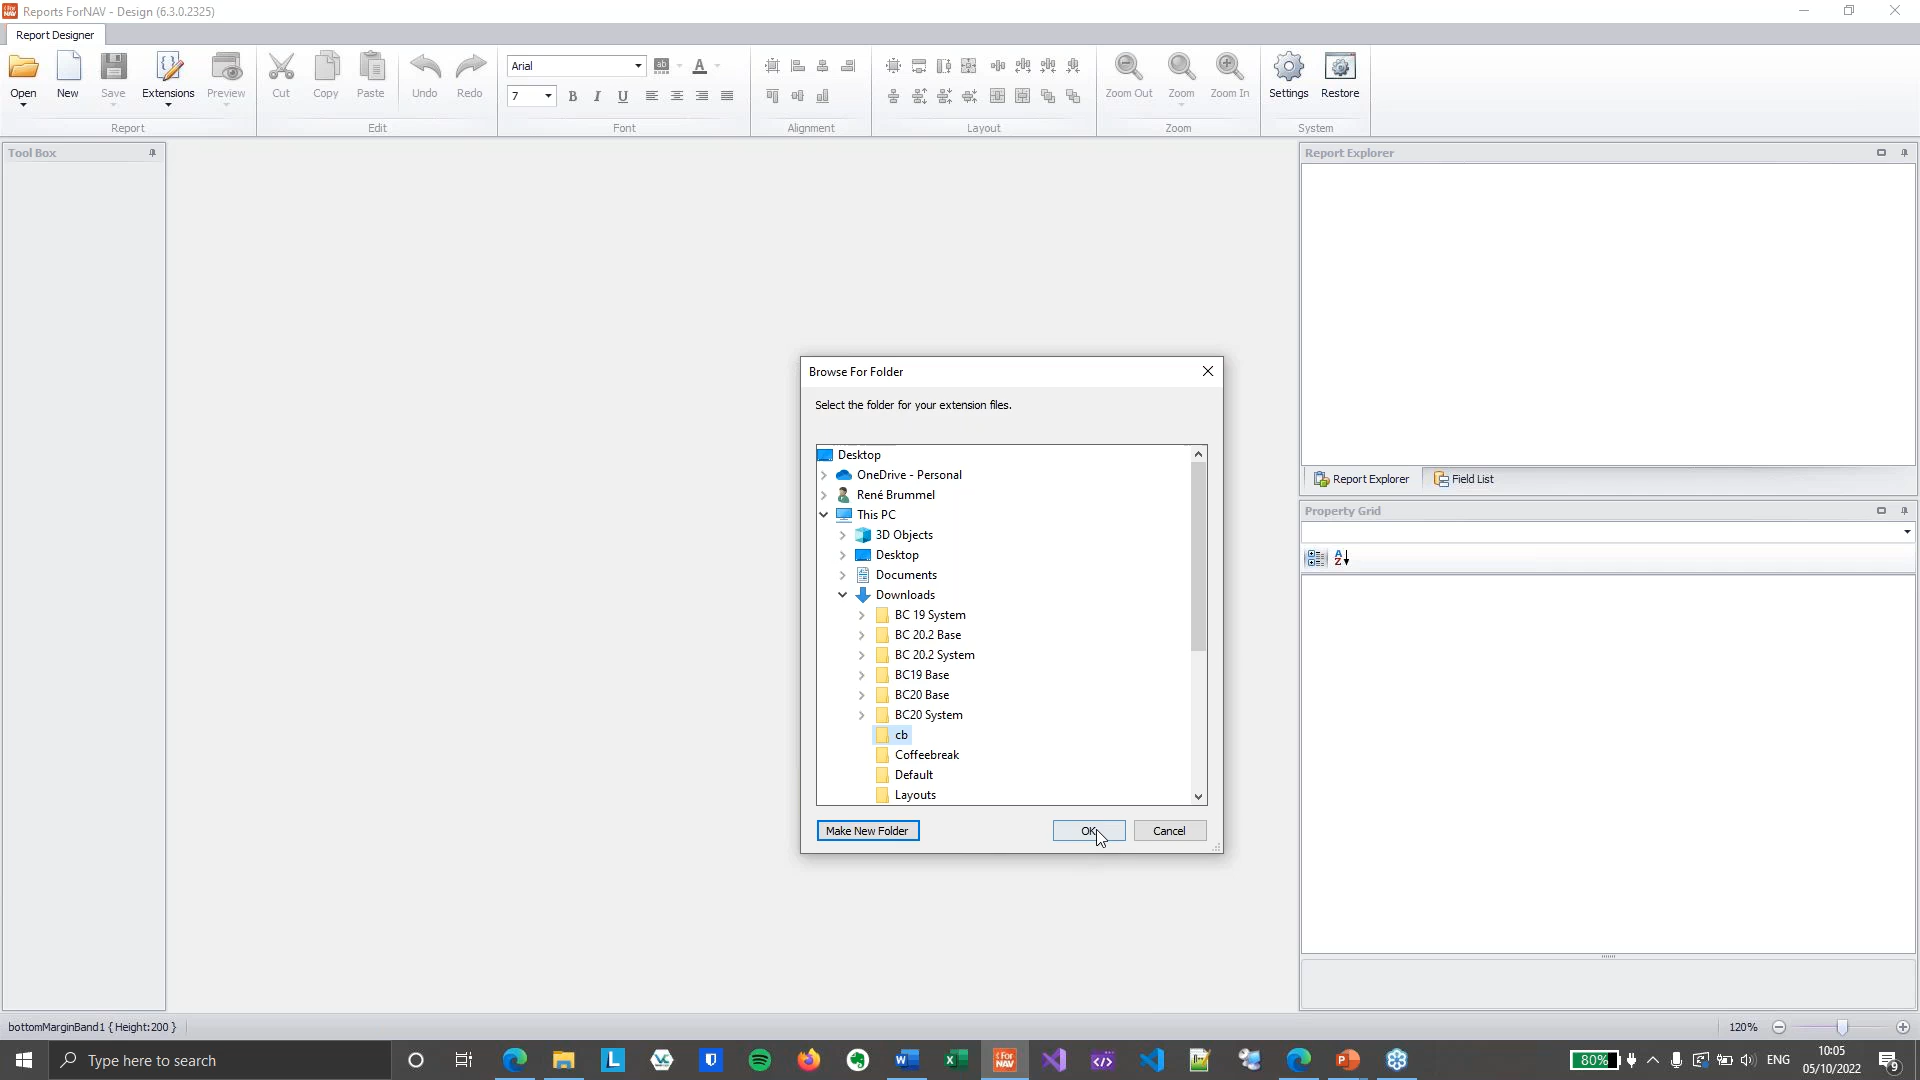 Reports ForNAV - Design (6.3.0.2325)
Report Designer
Open
New
Save
Extensions
Preview
Report
Cut
Copy
Paste
Undo
Redo
Edit
Arial
7
B
I
U
Font
Alignment
Layout
Zoom Out
Zoom
Zoom In
Zoom
Settings
Restore
System
Tool Box
Browse For Folder
Select the folder for your extension files.
Desktop
OneDrive - Personal
René Brummel
This PC
3D Objects
Desktop
Documents
Downloads
BC 19 System
BC 20.2 Base
BC 20.2 System
BC19 Base
BC20 Base
BC20 System
cb
Coffeebreak
Default
Layouts
Make New Folder
OK
Cancel
Report Explorer
Report Explorer
Field List
Property Grid
bottomMarginBand1 { Height:200 }
120%
Type here to search
80%
ENG
10:05
05/10/2022
9